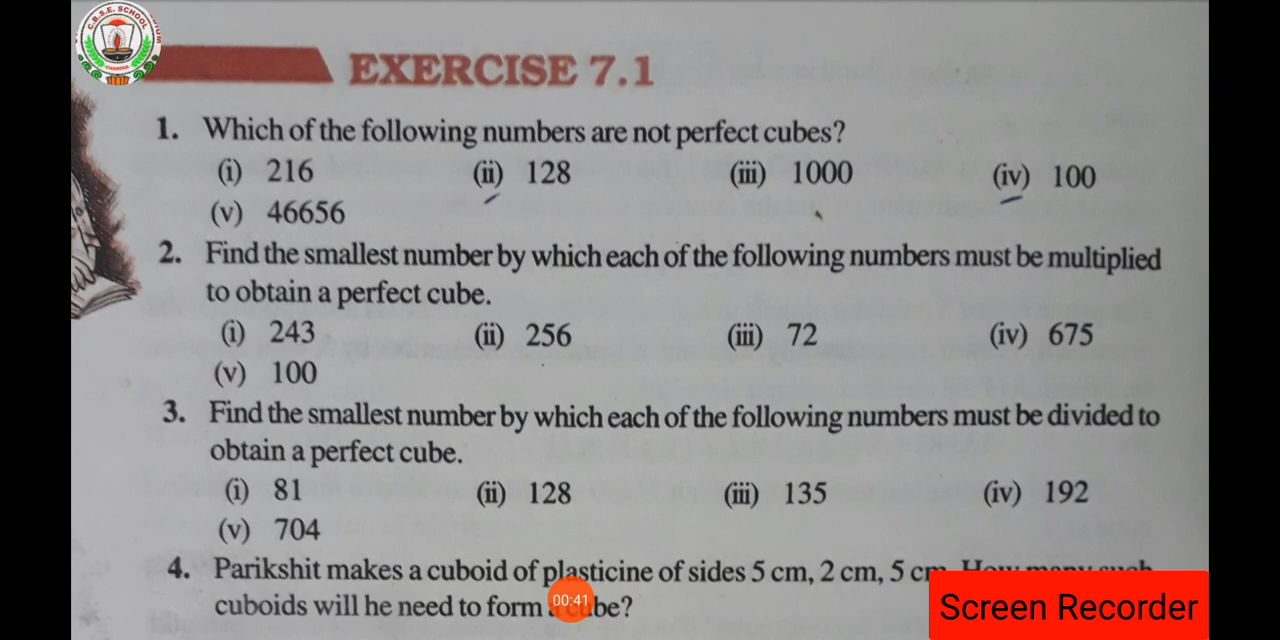 C.B.S.E. SCHOOL
EXERCISE 7.1
1. Which of the following numbers are not perfect cubes?
(i) 216 (ii) 128 (iii) 1000 (iv) 100
(v) 46656
2. Find the smallest number by which each of the following numbers must be multiplied
to obtain a perfect cube.
(i) 243 (ii) 256 (iii) 72 (iv) 675
(v) 100
3. Find the smallest number by which each of the following numbers must be divided to
obtain a perfect cube.
(i) 81 (ii) 128 (iii) 135 (iv) 192
(v) 704
4. Parikshit makes a cuboid of plasticine of sides 5 cm, 2 cm, 5 cm. How many such
cuboids will he need to form a cube?
00:41
Screen Recorder